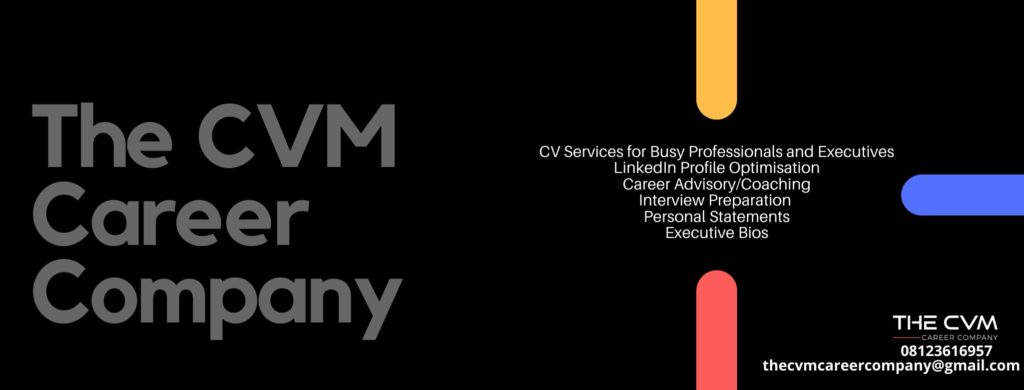 The CVM
Career
Company
CV Services for Busy Professionals and Executives
LinkedIn Profile Optimisation
Career Advisory/Coaching
Interview Preparation
Personal Statements
Executive Bios
THE CVM
CAREER COMPANY
08123616957
thecvmcareercompany@gmail.com